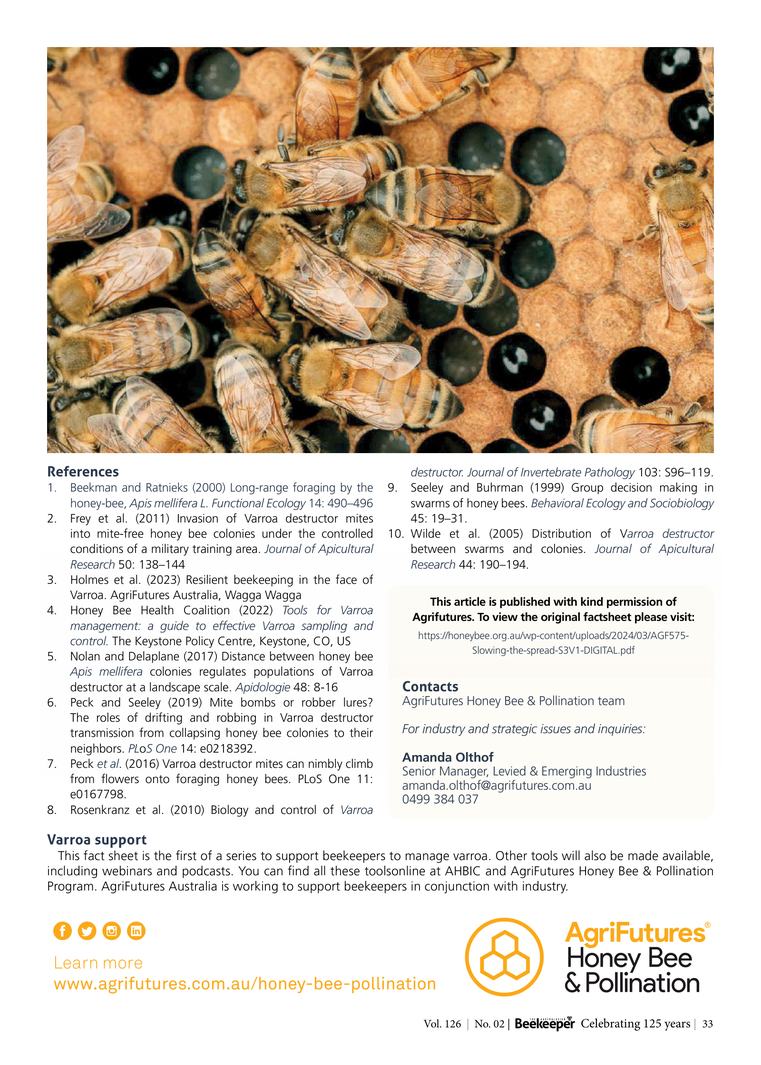 References
1. Beekman and Ratnieks (2000) Long-range foraging by the
honey-bee, Apis mellifera L. Functional Ecology 14: 490–496
2. Frey et al. (2011) Invasion of Varroa destructor mites
into mite-free honey bee colonies under the controlled
conditions of a military training area. Journal of Apicultural
Research 50: 138–144
3. Holmes et al. (2023) Resilient beekeeping in the face of
Varroa. AgriFutures Australia, Wagga Wagga
4. Honey Bee Health Coalition (2022) Tools for Varroa
management: a guide to effective Varroa sampling and
control. The Keystone Policy Centre, Keystone, CO, US
5. Nolan and Delaplane (2017) Distance between honey bee
Apis mellifera colonies regulates populations of Varroa
destructor at a landscape scale. Apidologie 48: 8-16
6. Peck and Seeley (2019) Mite bombs or robber lures?
The roles of drifting and robbing in Varroa destructor
transmission from collapsing honey bee colonies to their
neighbors. PLoS One 14: e0218392.
7. Peck et al. (2016) Varroa destructor mites can nimbly climb
from flowers onto foraging honey bees. PLoS One 11:
e0167798.
8. Rosenkranz et al. (2010) Biology and control of Varroa
destructor. Journal of Invertebrate Pathology 103: S96–119.
9. Seeley and Buhrman (1999) Group decision making in
swarms of honey bees. Behavioral Ecology and Sociobiology
45: 19–31.
10. Wilde et al. (2005) Distribution of Varroa destructor
between swarms and colonies. Journal of Apicultural
Research 44: 190–194.
This article is published with kind permission of
Agrifutures. To view the original factsheet please visit:
https://honeybee.org.au/wp-content/uploads/2024/03/AGF575-
Slowing-the-spread-S3V1-DIGITAL.pdf
Contacts
AgriFutures Honey Bee & Pollination team
For industry and strategic issues and inquiries:
Amanda Olthof
Senior Manager, Levied & Emerging Industries
amanda.olthof@agrifutures.com.au
0499 384 037
Varroa support
This fact sheet is the first of a series to support beekeepers to manage varroa. Other tools will also be made available,
including webinars and podcasts. You can find all these toolsonline at AHBIC and AgriFutures Honey Bee & Pollination
Program. AgriFutures Australia is working to support beekeepers in conjunction with industry.
Learn more
www.agrifutures.com.au/honey-bee-pollination
AgriFutures®
Honey Bee
& Pollination
Vol. 126 | No. 02 | Beekeeper Celebrating 125 years | 33